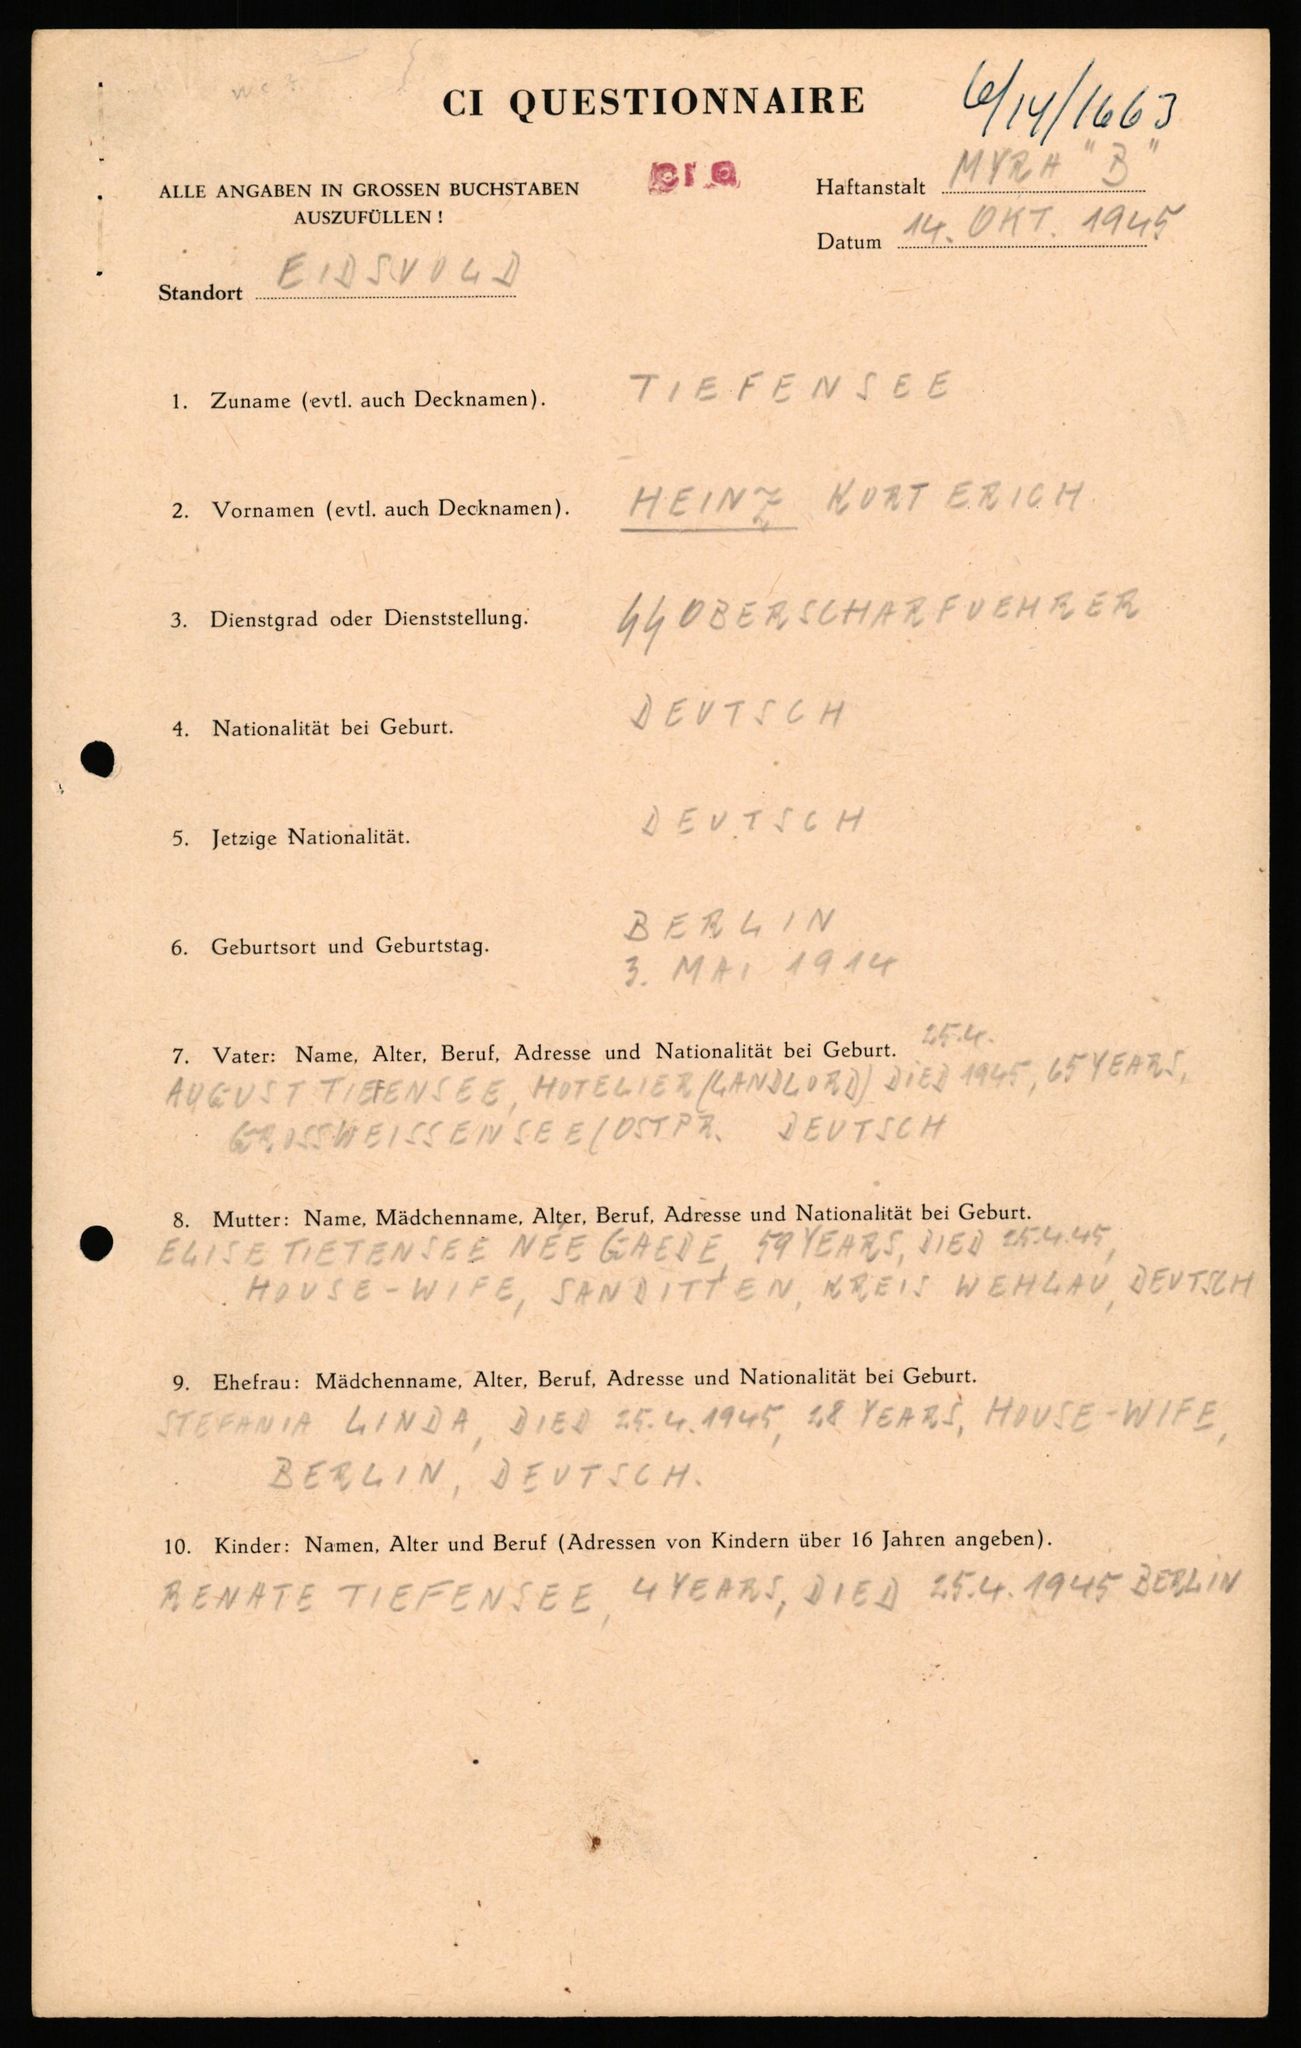 CI QUESTIONNAIRE
6/14/1663
ALLE ANGABEN IN GROSSEN BUCHSTABEN
AUSZUFÜLLEN !
Haftanstalt MYRA "B"
Datum 14. OKT. 1945
Standort EIDSVOLD
1. Zuname (evtl. auch Decknamen). TIEFENSEE
2. Vornamen (evtl. auch Decknamen). HEINZ KURT ERICH
3. Dienstgrad oder Dienststellung. SS OBERSCHARFUEHRER
4. Nationalität bei Geburt. DEUTSCH
5. Jetzige Nationalität. DEUTSCH
6. Geburtsort und Geburtstag. BERLIN
3. MAI 1914
7. Vater: Name, Alter, Beruf, Adresse und Nationalität bei Geburt. 25.4.
AUGUST TIEFENSEE, HOTELIER (LANDLORD) DIED 1945, 65 YEARS,
GROSSWEISSENSEE/OSTPR. DEUTSCH
8. Mutter: Name, Mädchenname, Alter, Beruf, Adresse und Nationalität bei Geburt.
ELISE TIETENSEE NÉE GAEDE, 59 YEARS, DIED 25.4.45,
HOUSE-WIFE, SANDITTEN, KREIS WEHLAU, DEUTSCH
9. Ehefrau: Mädchenname, Alter, Beruf, Adresse und Nationalität bei Geburt.
STEFANIA LINDA, DIED 25.4.1945, 28 YEARS, HOUSE-WIFE,
BERLIN, DEUTSCH.
10. Kinder: Namen, Alter und Beruf (Adressen von Kindern über 16 Jahren angeben).
RENATE TIEFENSEE, 4 YEARS, DIED 25.4.1945 BERLIN